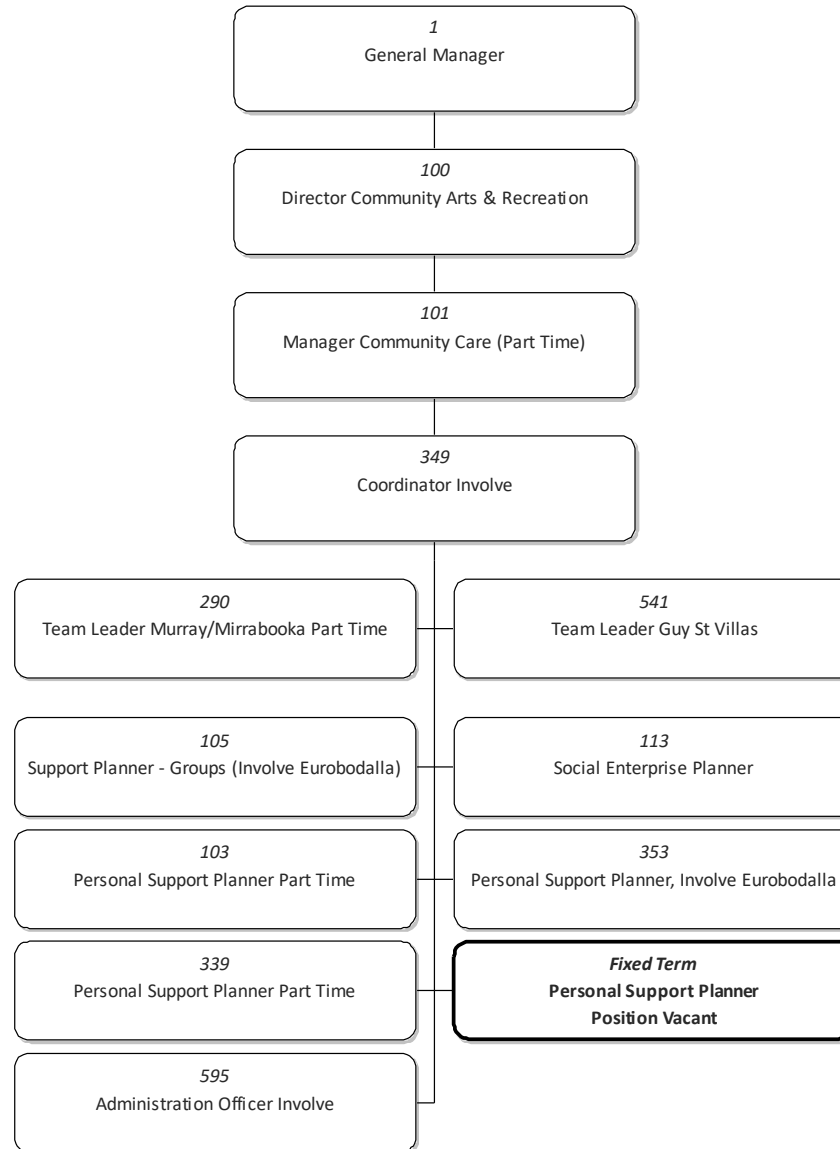 1
General Manager
100
Director Community Arts & Recreation
101
Manager Community Care (Part Time)
349
Coordinator Involve
290
Team Leader Murray/Mirrabooka Part Time
541
Team Leader Guy St Villas
105
Support Planner - Groups (Involve Eurobodalla)
113
Social Enterprise Planner
103
Personal Support Planner Part Time
353
Personal Support Planner, Involve Eurobodalla
339
Personal Support Planner Part Time
Fixed Term
Personal Support Planner
Position Vacant
595
Administration Officer Involve